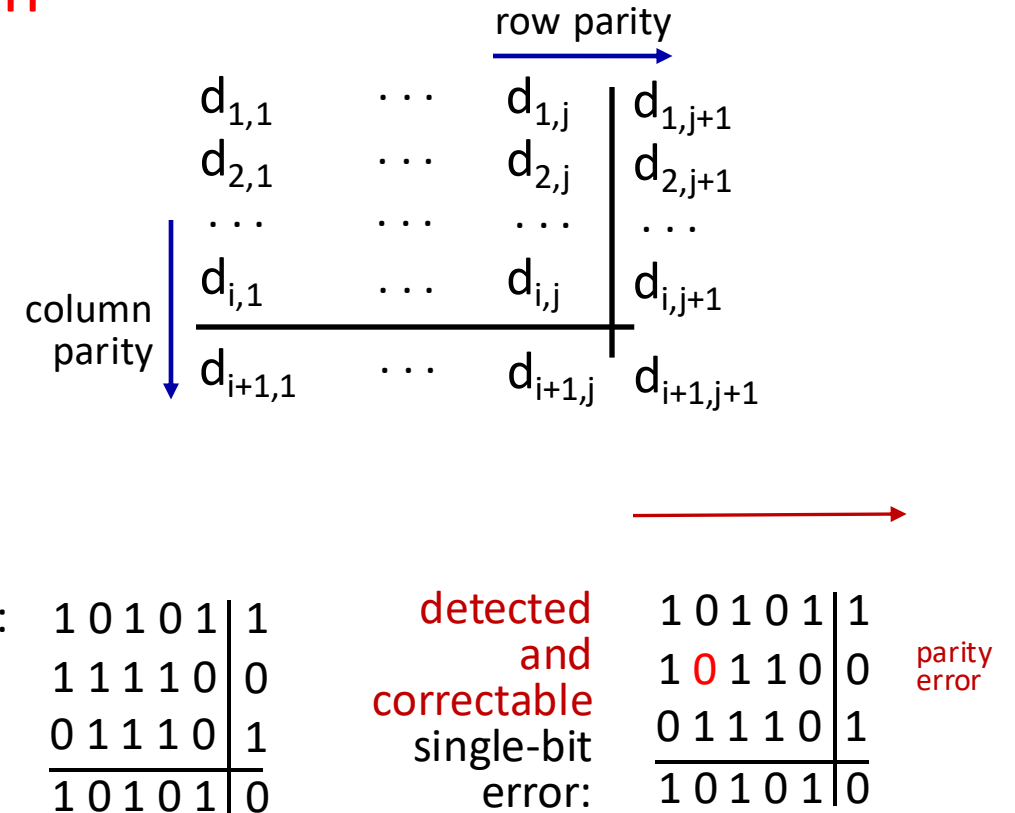 row parity
d1,1 · · · d1,j d1,j+1
d2,1 · · · d2,j d2,j+1
· · · · · · · · · · · ·
di,1 · · · di,j di,j+1
column
parity
di+1,1 · · · di+1,j di+1,j+1
: 1 0 1 0 1 1
1 1 1 1 0 0
0 1 1 1 0 1
1 0 1 0 1 0
detected
and
correctable
single-bit
error:
1 0 1 0 1 1
1 0 1 1 0 0
0 1 1 1 0 1
1 0 1 0 1 0
parity
error